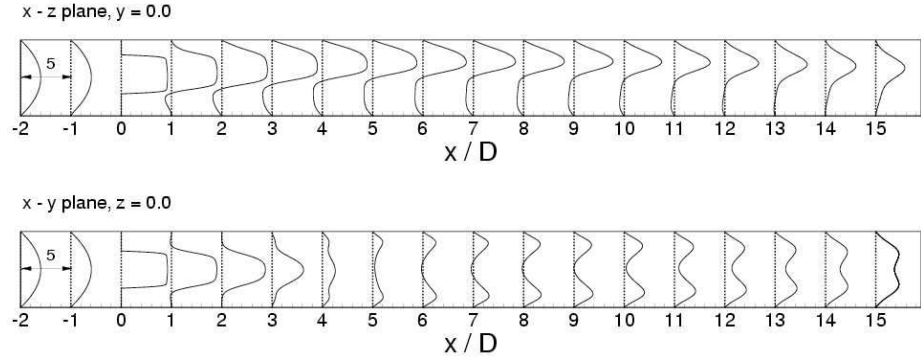 x - z plane, y = 0.0
5
-2 -1 0 1 2 3 4 5 6 7 8 9 10 11 12 13 14 15
x / D
x - y plane, z = 0.0
5
-2 -1 0 1 2 3 4 5 6 7 8 9 10 11 12 13 14 15
x / D